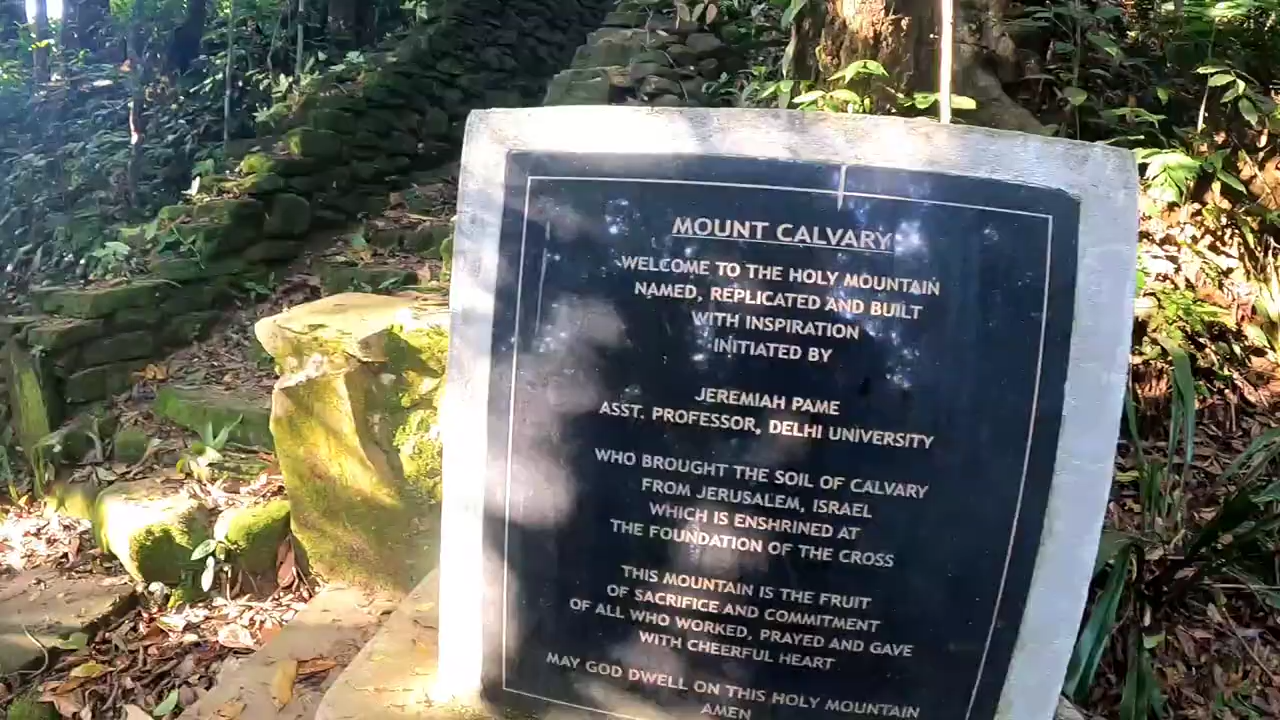 MOUNT CALVARY
WELCOME TO THE HOLY MOUNTAIN
NAMED, REPLICATED AND BUILT
WITH INSPIRATION
INITIATED BY
JEREMIAH PAME
ASST. PROFESSOR, DELHI UNIVERSITY
WHO BROUGHT THE SOIL OF CALVARY
FROM JERUSALEM, ISRAEL
WHICH IS ENSHRINED AT
THE FOUNDATION OF THE CROSS
THIS MOUNTAIN IS THE FRUIT
OF SACRIFICE AND COMMITMENT
OF ALL WHO WORKED, PRAYED AND GAVE
WITH CHEERFUL HEART
MAY GOD DWELL ON THIS HOLY MOUNTAIN
AMEN